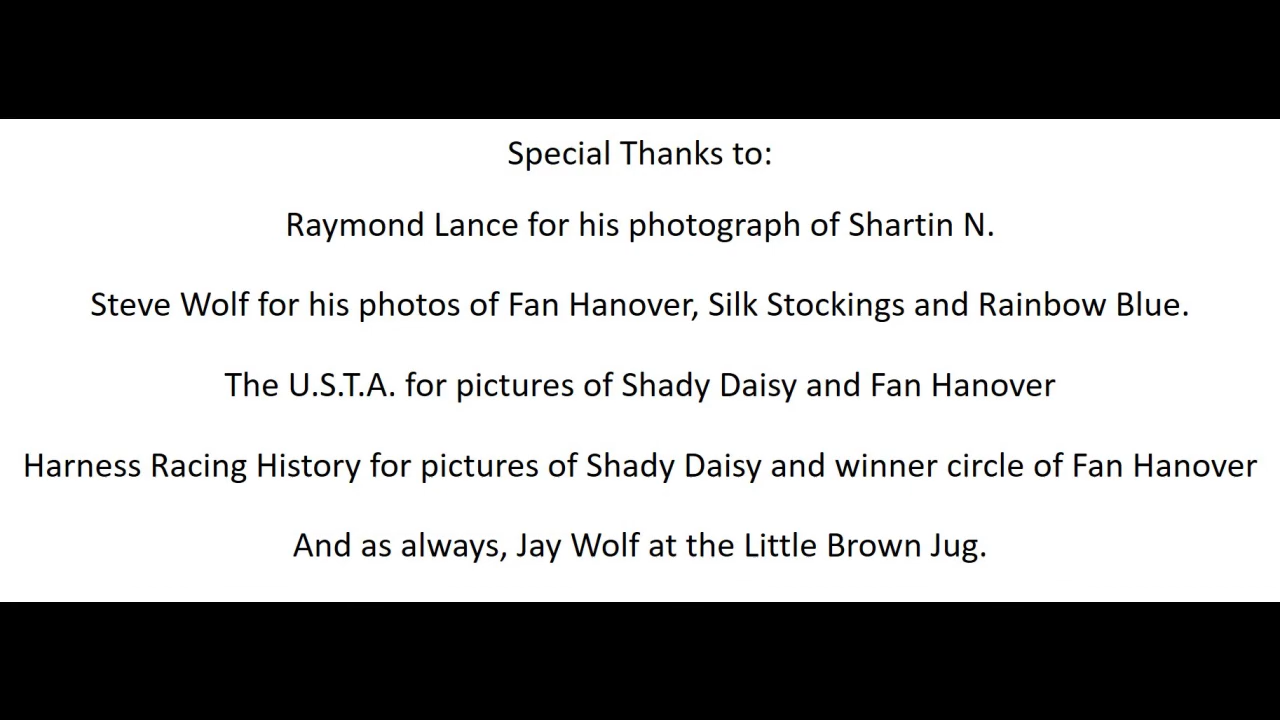 Special Thanks to:
Raymond Lance for his photograph of Shartin N.
Steve Wolf for his photos of Fan Hanover, Silk Stockings and Rainbow Blue.
The U.S.T.A. for pictures of Shady Daisy and Fan Hanover
Harness Racing History for pictures of Shady Daisy and winner circle of Fan Hanover
And as always, Jay Wolf at the Little Brown Jug.